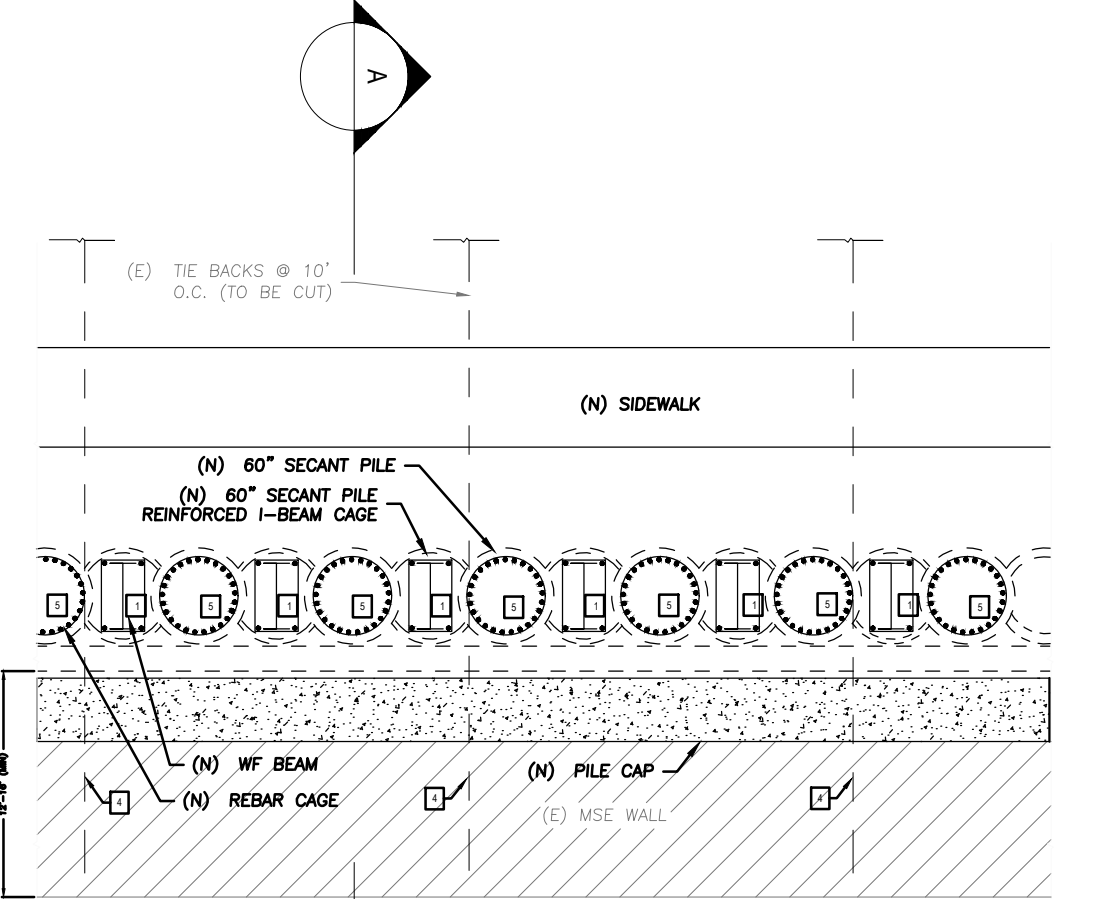 A
(E) TIE BACKS @ 10'
O.C. (TO BE CUT)
(N) SIDEWALK
(N) 60" SECANT PILE
(N) 60" SECANT PILE
REINFORCED I-BEAM CAGE
5 1 5 1 5 1 5 1 5 1 5 1 5
(N) WF BEAM
(N) PILE CAP
(N) REBAR CAGE
4 4 4
(E) MSE WALL